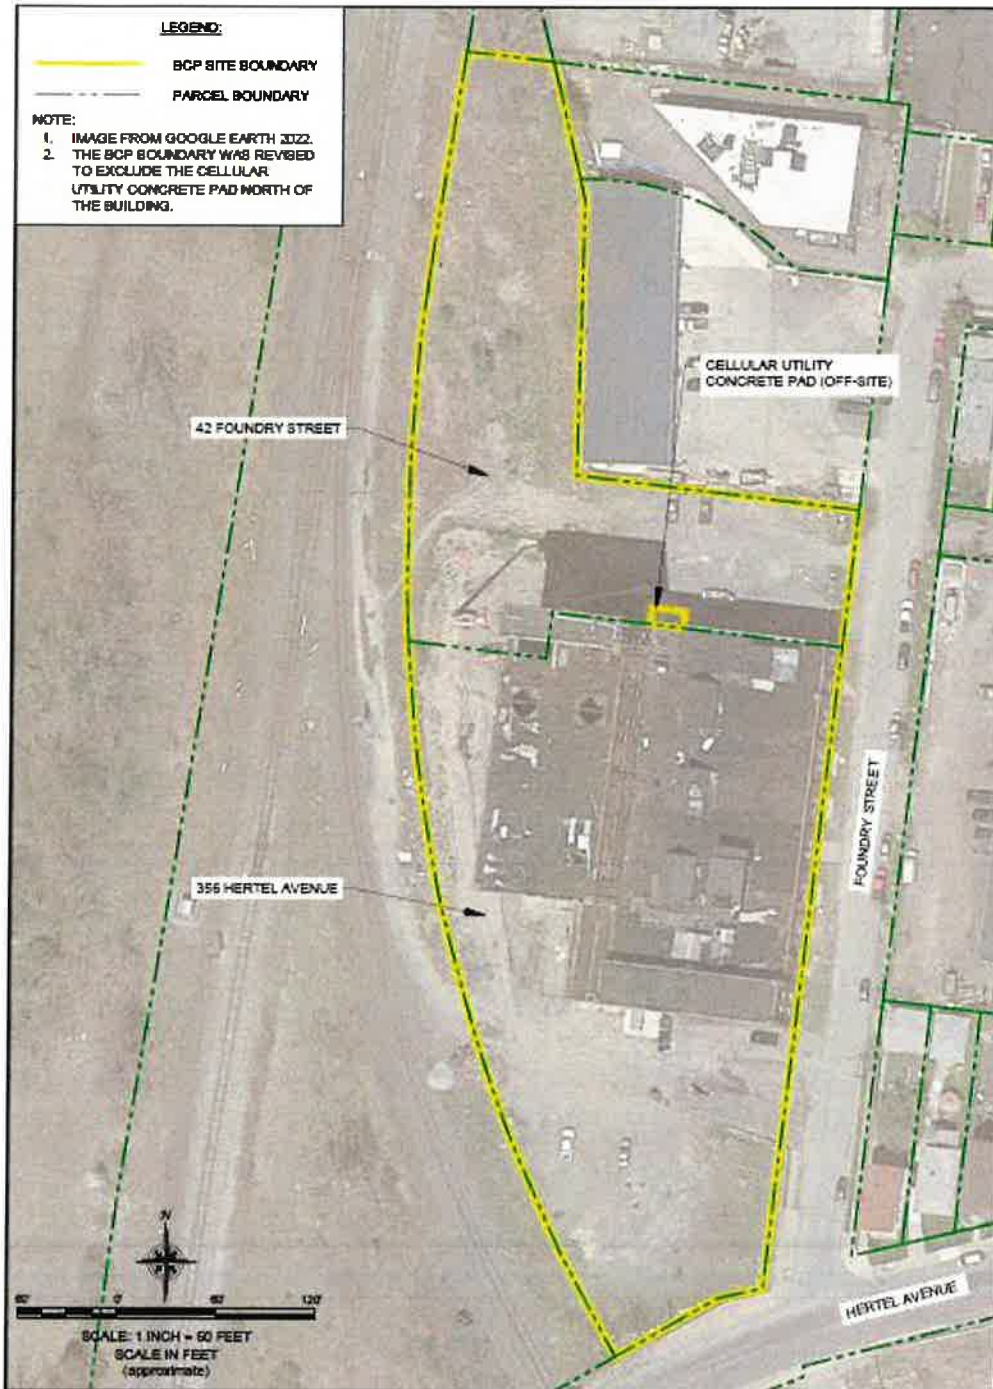 LEGEND:
BCP SITE BOUNDARY
PARCEL BOUNDARY
NOTE:
1. IMAGE FROM GOOGLE EARTH 2022.
2. THE BCP BOUNDARY WAS REVISED
TO EXCLUDE THE CELLULAR
UTILITY CONCRETE PAD NORTH OF
THE BUILDING.
CELLULAR UTILITY
CONCRETE PAD (OFF-SITE)
42 FOUNDRY STREET
FOUNDRY STREET
356 HERTEL AVENUE
HERTEL AVENUE
N
60' 0' 60' 120'
SCALE: 1 INCH = 60 FEET
SCALE IN FEET
(approximate)